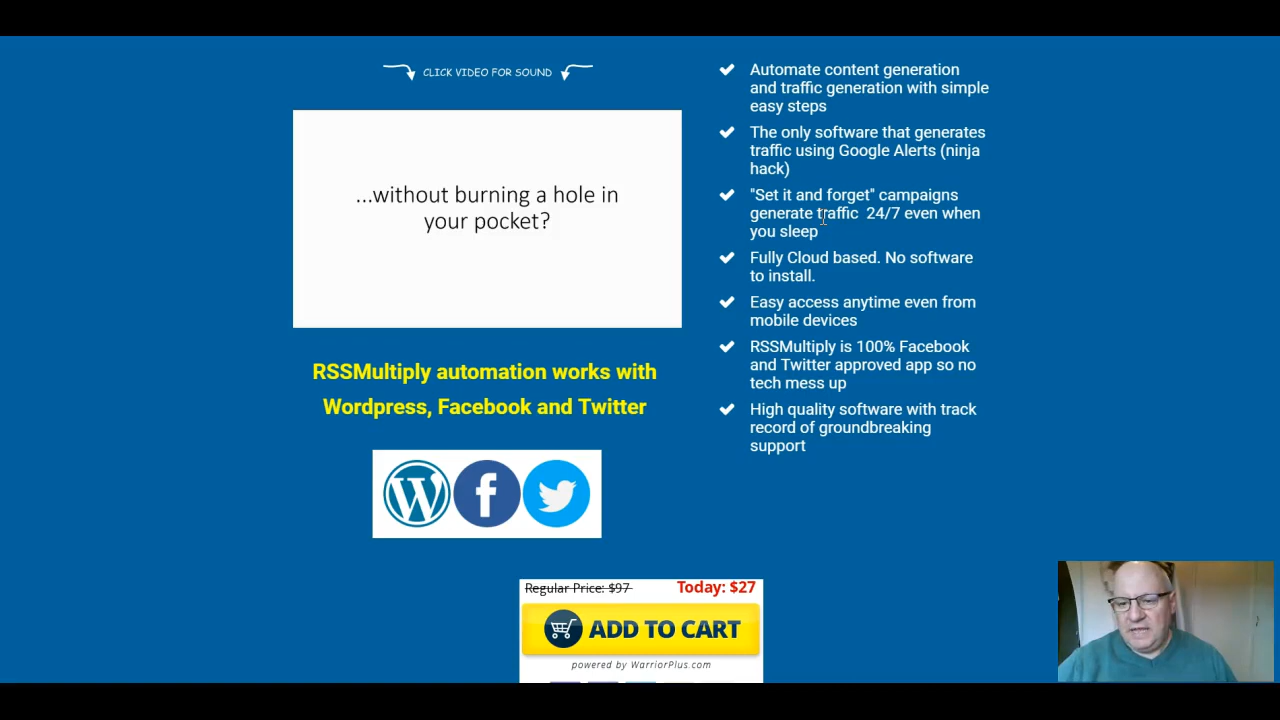 CLICK VIDEO FOR SOUND
...without burning a hole in
your pocket?
RSSMultiply automation works with
Wordpress, Facebook and Twitter
Automate content generation
and traffic generation with simple
easy steps
The only software that generates
traffic using Google Alerts (ninja
hack)
"Set it and forget" campaigns
generate traffic 24/7 even when
you sleep
Fully Cloud based. No software
to install.
Easy access anytime even from
mobile devices
RSSMultiply is 100% Facebook
and Twitter approved app so no
tech mess up
High quality software with track
record of groundbreaking
support
Regular Price: $97 Today: $27
ADD TO CART
powered by WarriorPlus.com